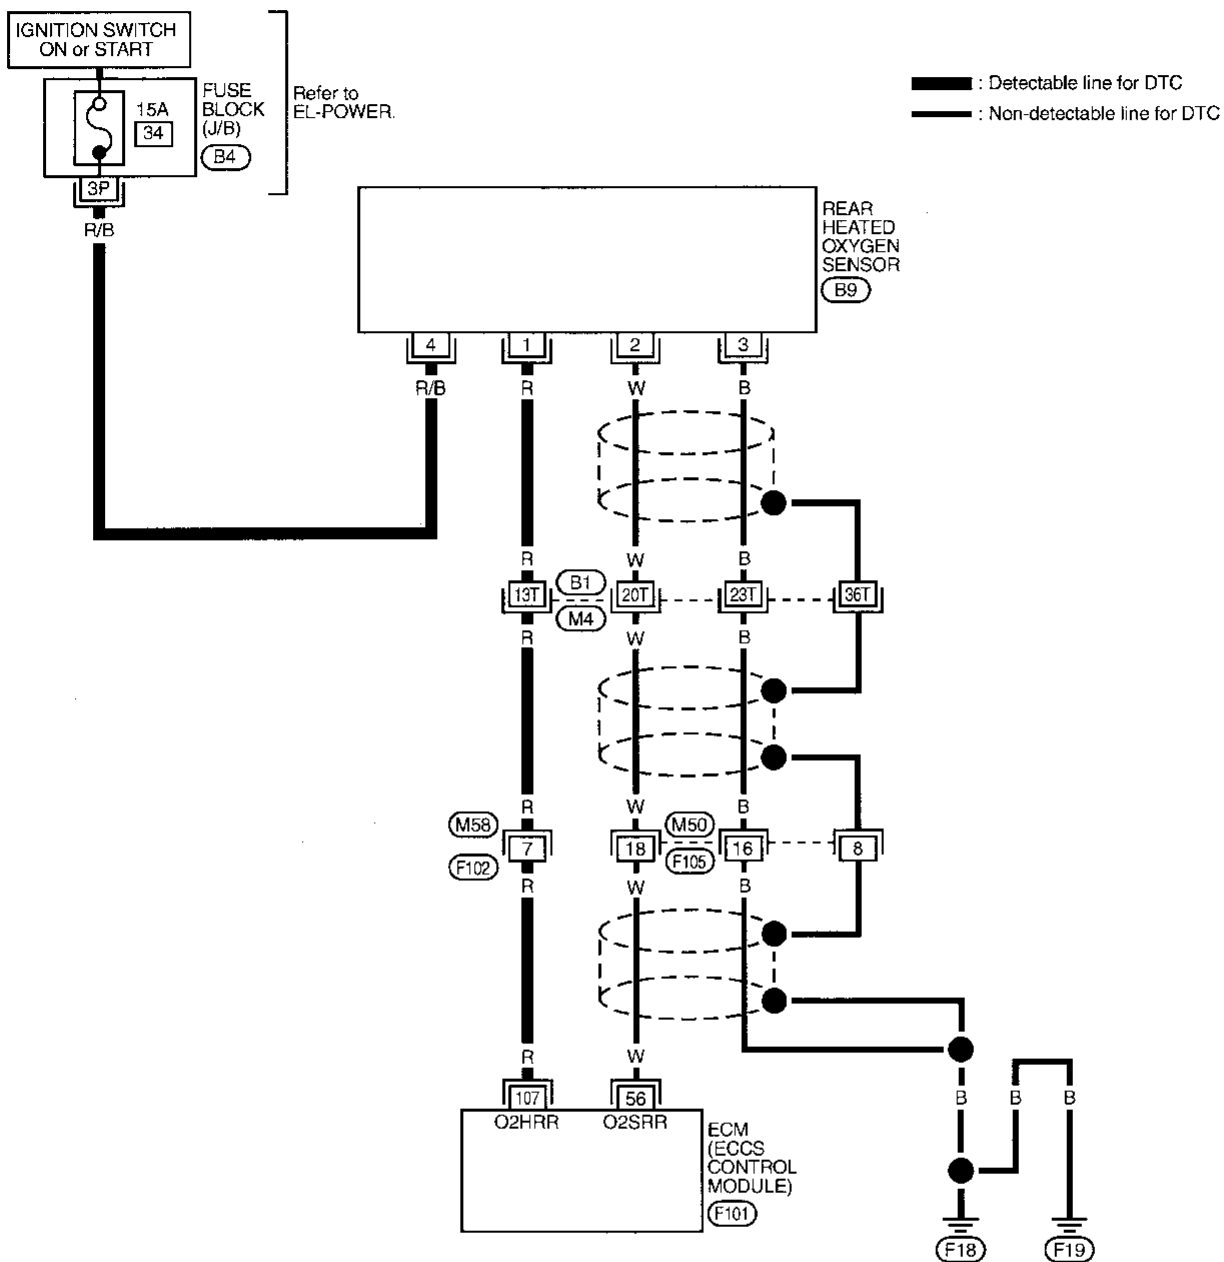 IGNITION SWITCH
ON or START
FUSE
BLOCK
(J/B)
B4
15A
34
3P
R/B
Refer to
EL-POWER.
: Detectable line for DTC
: Non-detectable line for DTC
REAR
HEATED
OXYGEN
SENSOR
B9
4 1 2 3
R/B R W B
R W B
13T B1 20T 23T 36T
M4
R W B
R W B
M58 M50
7 18 16 8
F102 F105
R W B
R W
107 56
O2HRR O2SRR
ECM
(ECCS
CONTROL
MODULE)
F101
B B B
F18 F19